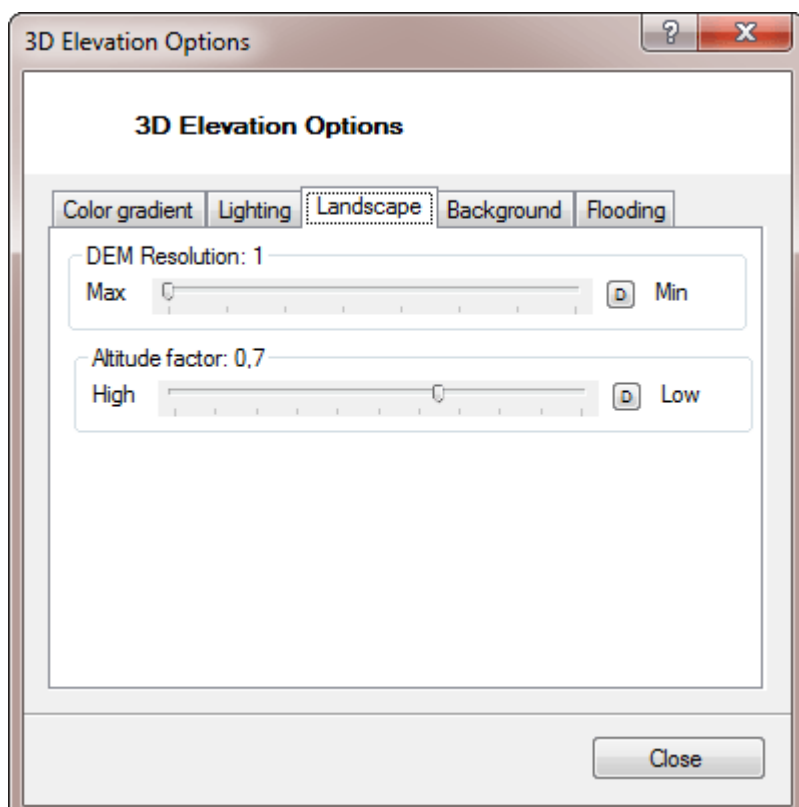 3D Elevation Options
?
X
3D Elevation Options
Color gradient Lighting Landscape Background Flooding
DEM Resolution: 1
Max D Min
Altitude factor: 0,7
High D Low
Close